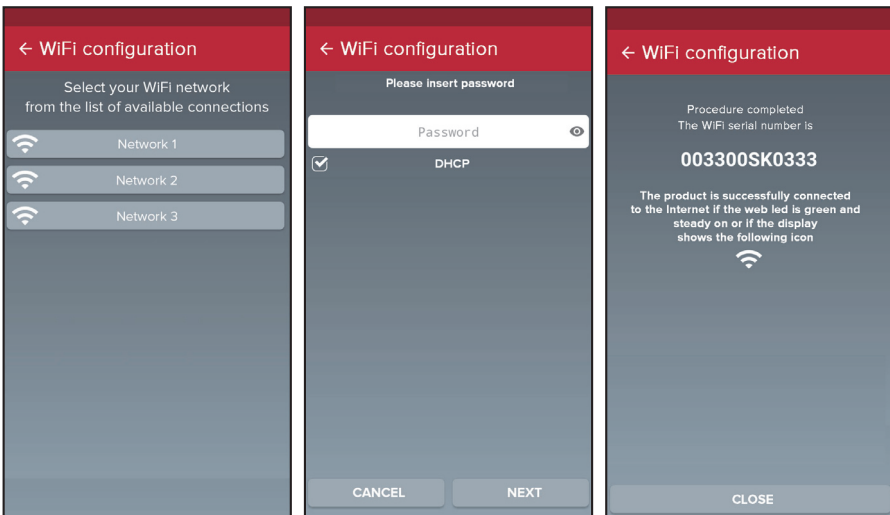 WiFi configuration
Select your WiFi network
from the list of available connections
Network 1
Network 2
Network 3
WiFi configuration
Please insert password
Password
DHCP
CANCEL
NEXT
WiFi configuration
Procedure completed
The WiFi serial number is
003300SK0333
The product is successfully connected
to the Internet if the web led is green and
steady on or if the display
shows the following icon
CLOSE